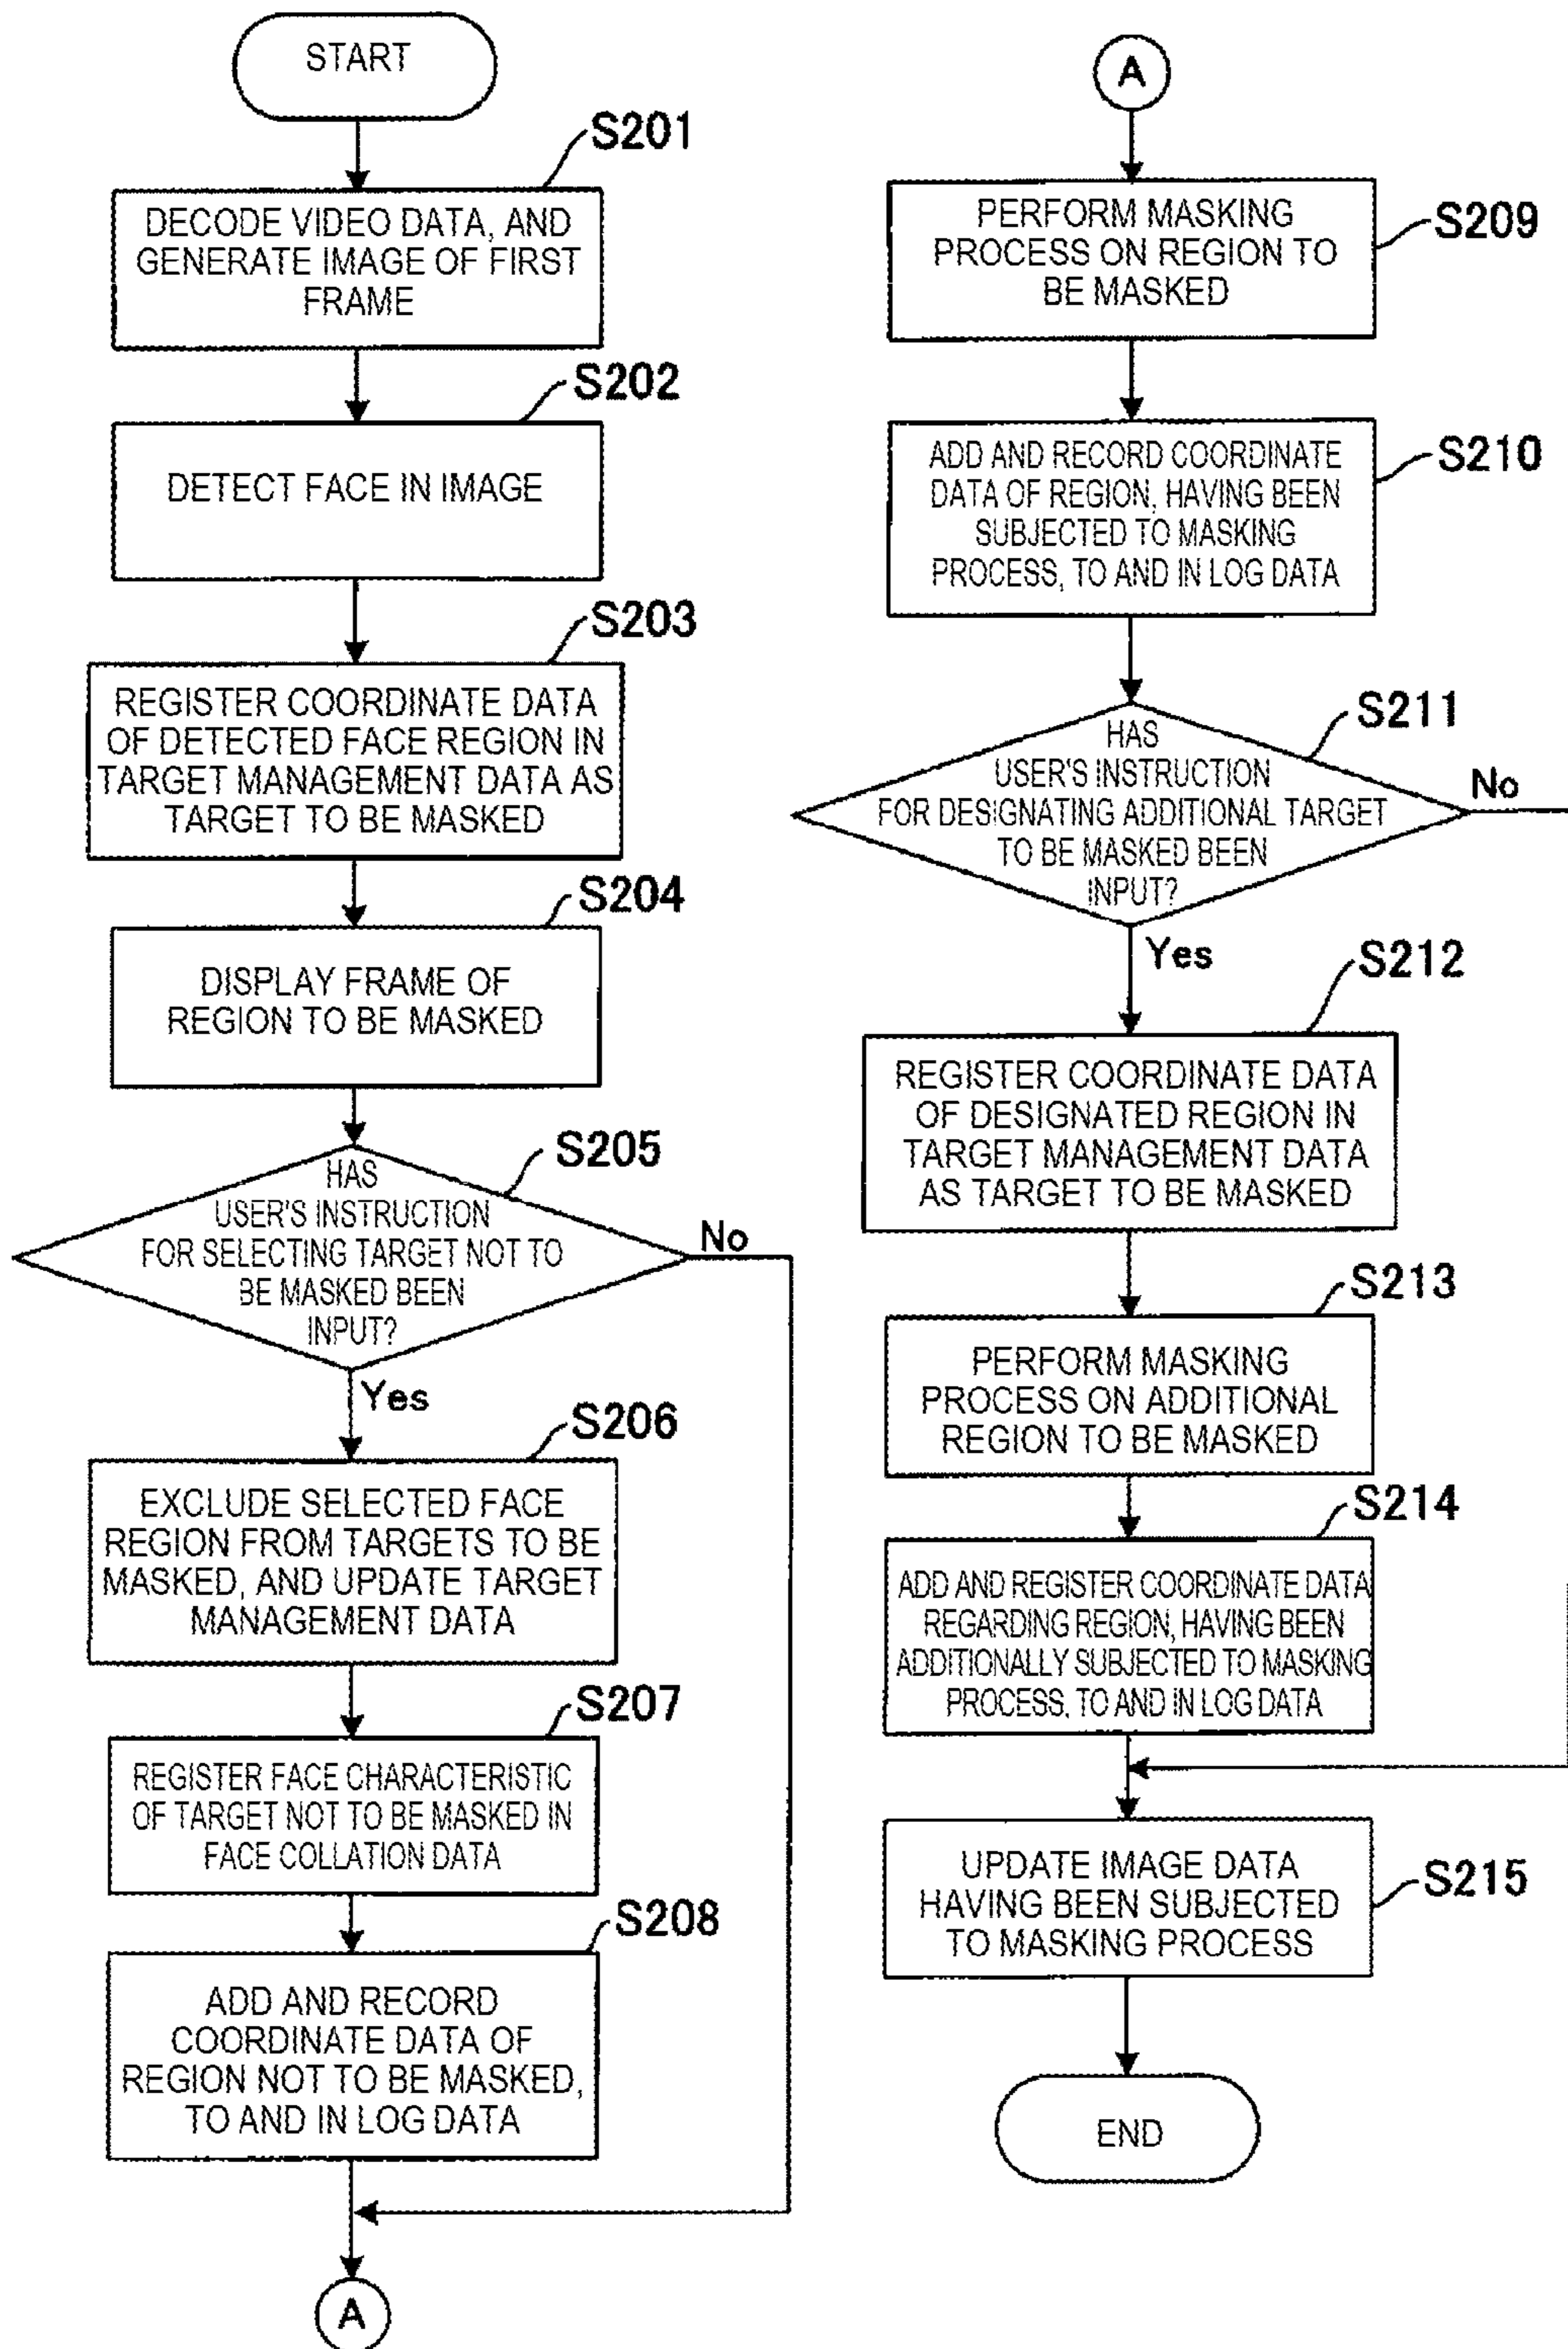 START
S201
DECODE VIDEO DATA, AND
GENERATE IMAGE OF FIRST
FRAME
S202
DETECT FACE IN IMAGE
S203
REGISTER COORDINATE DATA
OF DETECTED FACE REGION IN
TARGET MANAGEMENT DATA AS
TARGET TO BE MASKED
S204
DISPLAY FRAME OF
REGION TO BE MASKED
S205
HAS
USER'S INSTRUCTION
FOR SELECTING TARGET NOT TO
BE MASKED BEEN
INPUT?
No
Yes
S206
EXCLUDE SELECTED FACE
REGION FROM TARGETS TO BE
MASKED, AND UPDATE TARGET
MANAGEMENT DATA
S207
REGISTER FACE CHARACTERISTIC
OF TARGET NOT TO BE MASKED IN
FACE COLLATION DATA
S208
ADD AND RECORD
COORDINATE DATA OF
REGION NOT TO BE MASKED,
TO AND IN LOG DATA
A
A
S209
PERFORM MASKING
PROCESS ON REGION TO
BE MASKED
S210
ADD AND RECORD COORDINATE
DATA OF REGION, HAVING BEEN
SUBJECTED TO MASKING
PROCESS, TO AND IN LOG DATA
S211
HAS
USER'S INSTRUCTION
FOR DESIGNATING ADDITIONAL TARGET
TO BE MASKED BEEN
INPUT?
No
Yes
S212
REGISTER COORDINATE DATA
OF DESIGNATED REGION IN
TARGET MANAGEMENT DATA
AS TARGET TO BE MASKED
S213
PERFORM MASKING
PROCESS ON ADDITIONAL
REGION TO BE MASKED
S214
ADD AND REGISTER COORDINATE DATA
REGARDING REGION, HAVING BEEN
ADDITIONALLY SUBJECTED TO MASKING
PROCESS, TO AND IN LOG DATA
S215
UPDATE IMAGE DATA
HAVING BEEN SUBJECTED
TO MASKING PROCESS
END